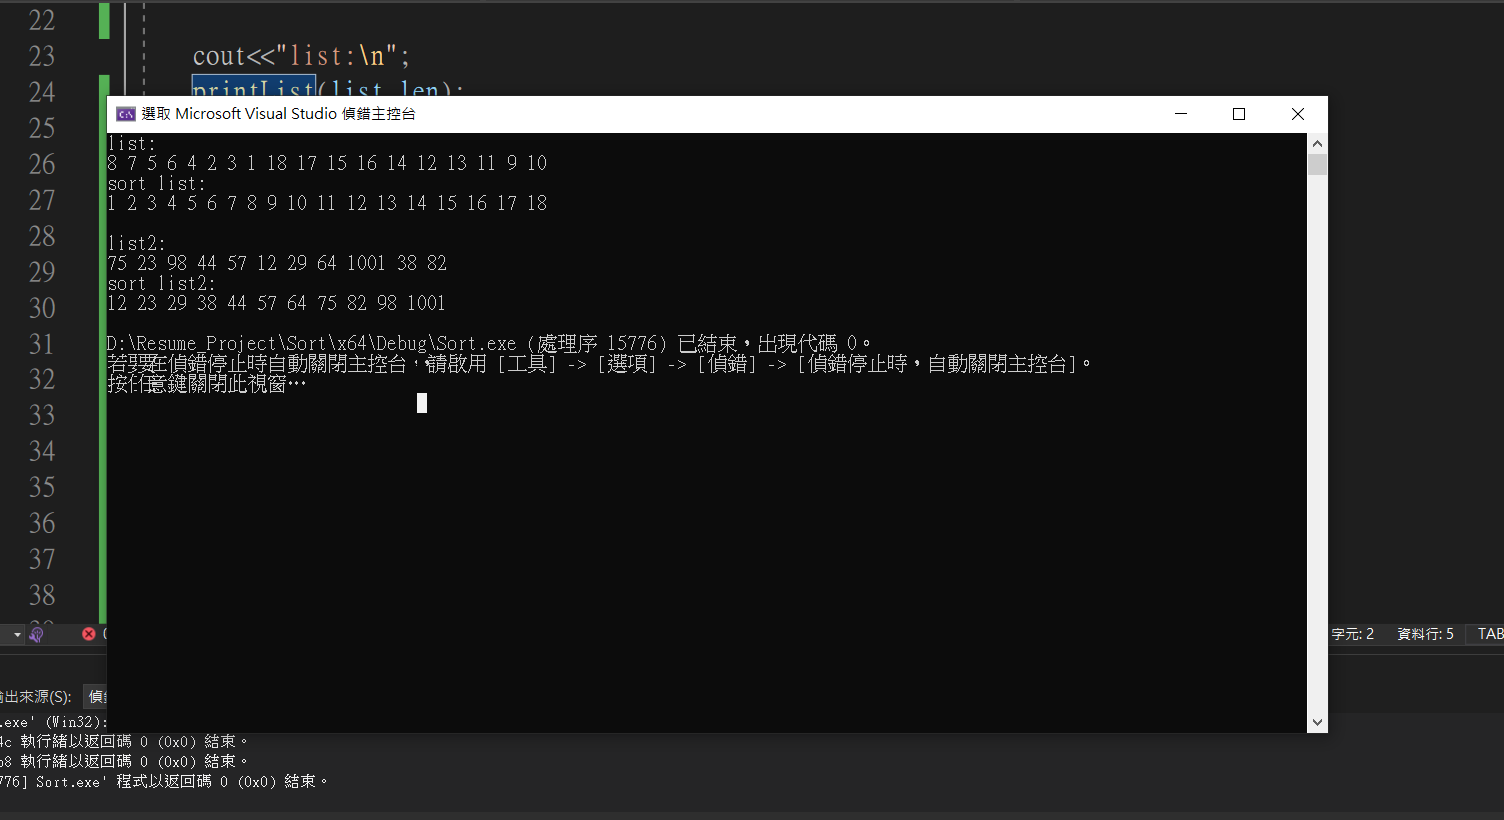 22
23 cout<<"list:\n";
24 printList(list,len);
25
26
27
28
29
30
31
32
33
34
35
36
37
38
選取 Microsoft Visual Studio 偵錯主控台
list:
8 7 5 6 4 2 3 1 18 17 15 16 14 12 13 11 9 10
sort list:
1 2 3 4 5 6 7 8 9 10 11 12 13 14 15 16 17 18
list2:
75 23 98 44 57 12 29 64 1001 38 82
sort list2:
12 23 29 38 44 57 64 75 82 98 1001
D:\Resume_Project\Sort\x64\Debug\Sort.exe (處理序 15776) 已結束，出現代碼 0。
若要在偵錯停止時自動關閉主控台，請啟用 [工具] -> [選項] -> [偵錯] -> [偵錯停止時，自動關閉主控台]。
按任意鍵關閉此視窗…
字元: 2 資料行: 5 TAB
出來源(S): 偵
.exe' (Win32):
4c 執行緒以返回碼 0 (0x0) 結束。
b8 執行緒以返回碼 0 (0x0) 結束。
776] Sort.exe' 程式以返回碼 0 (0x0) 結束。